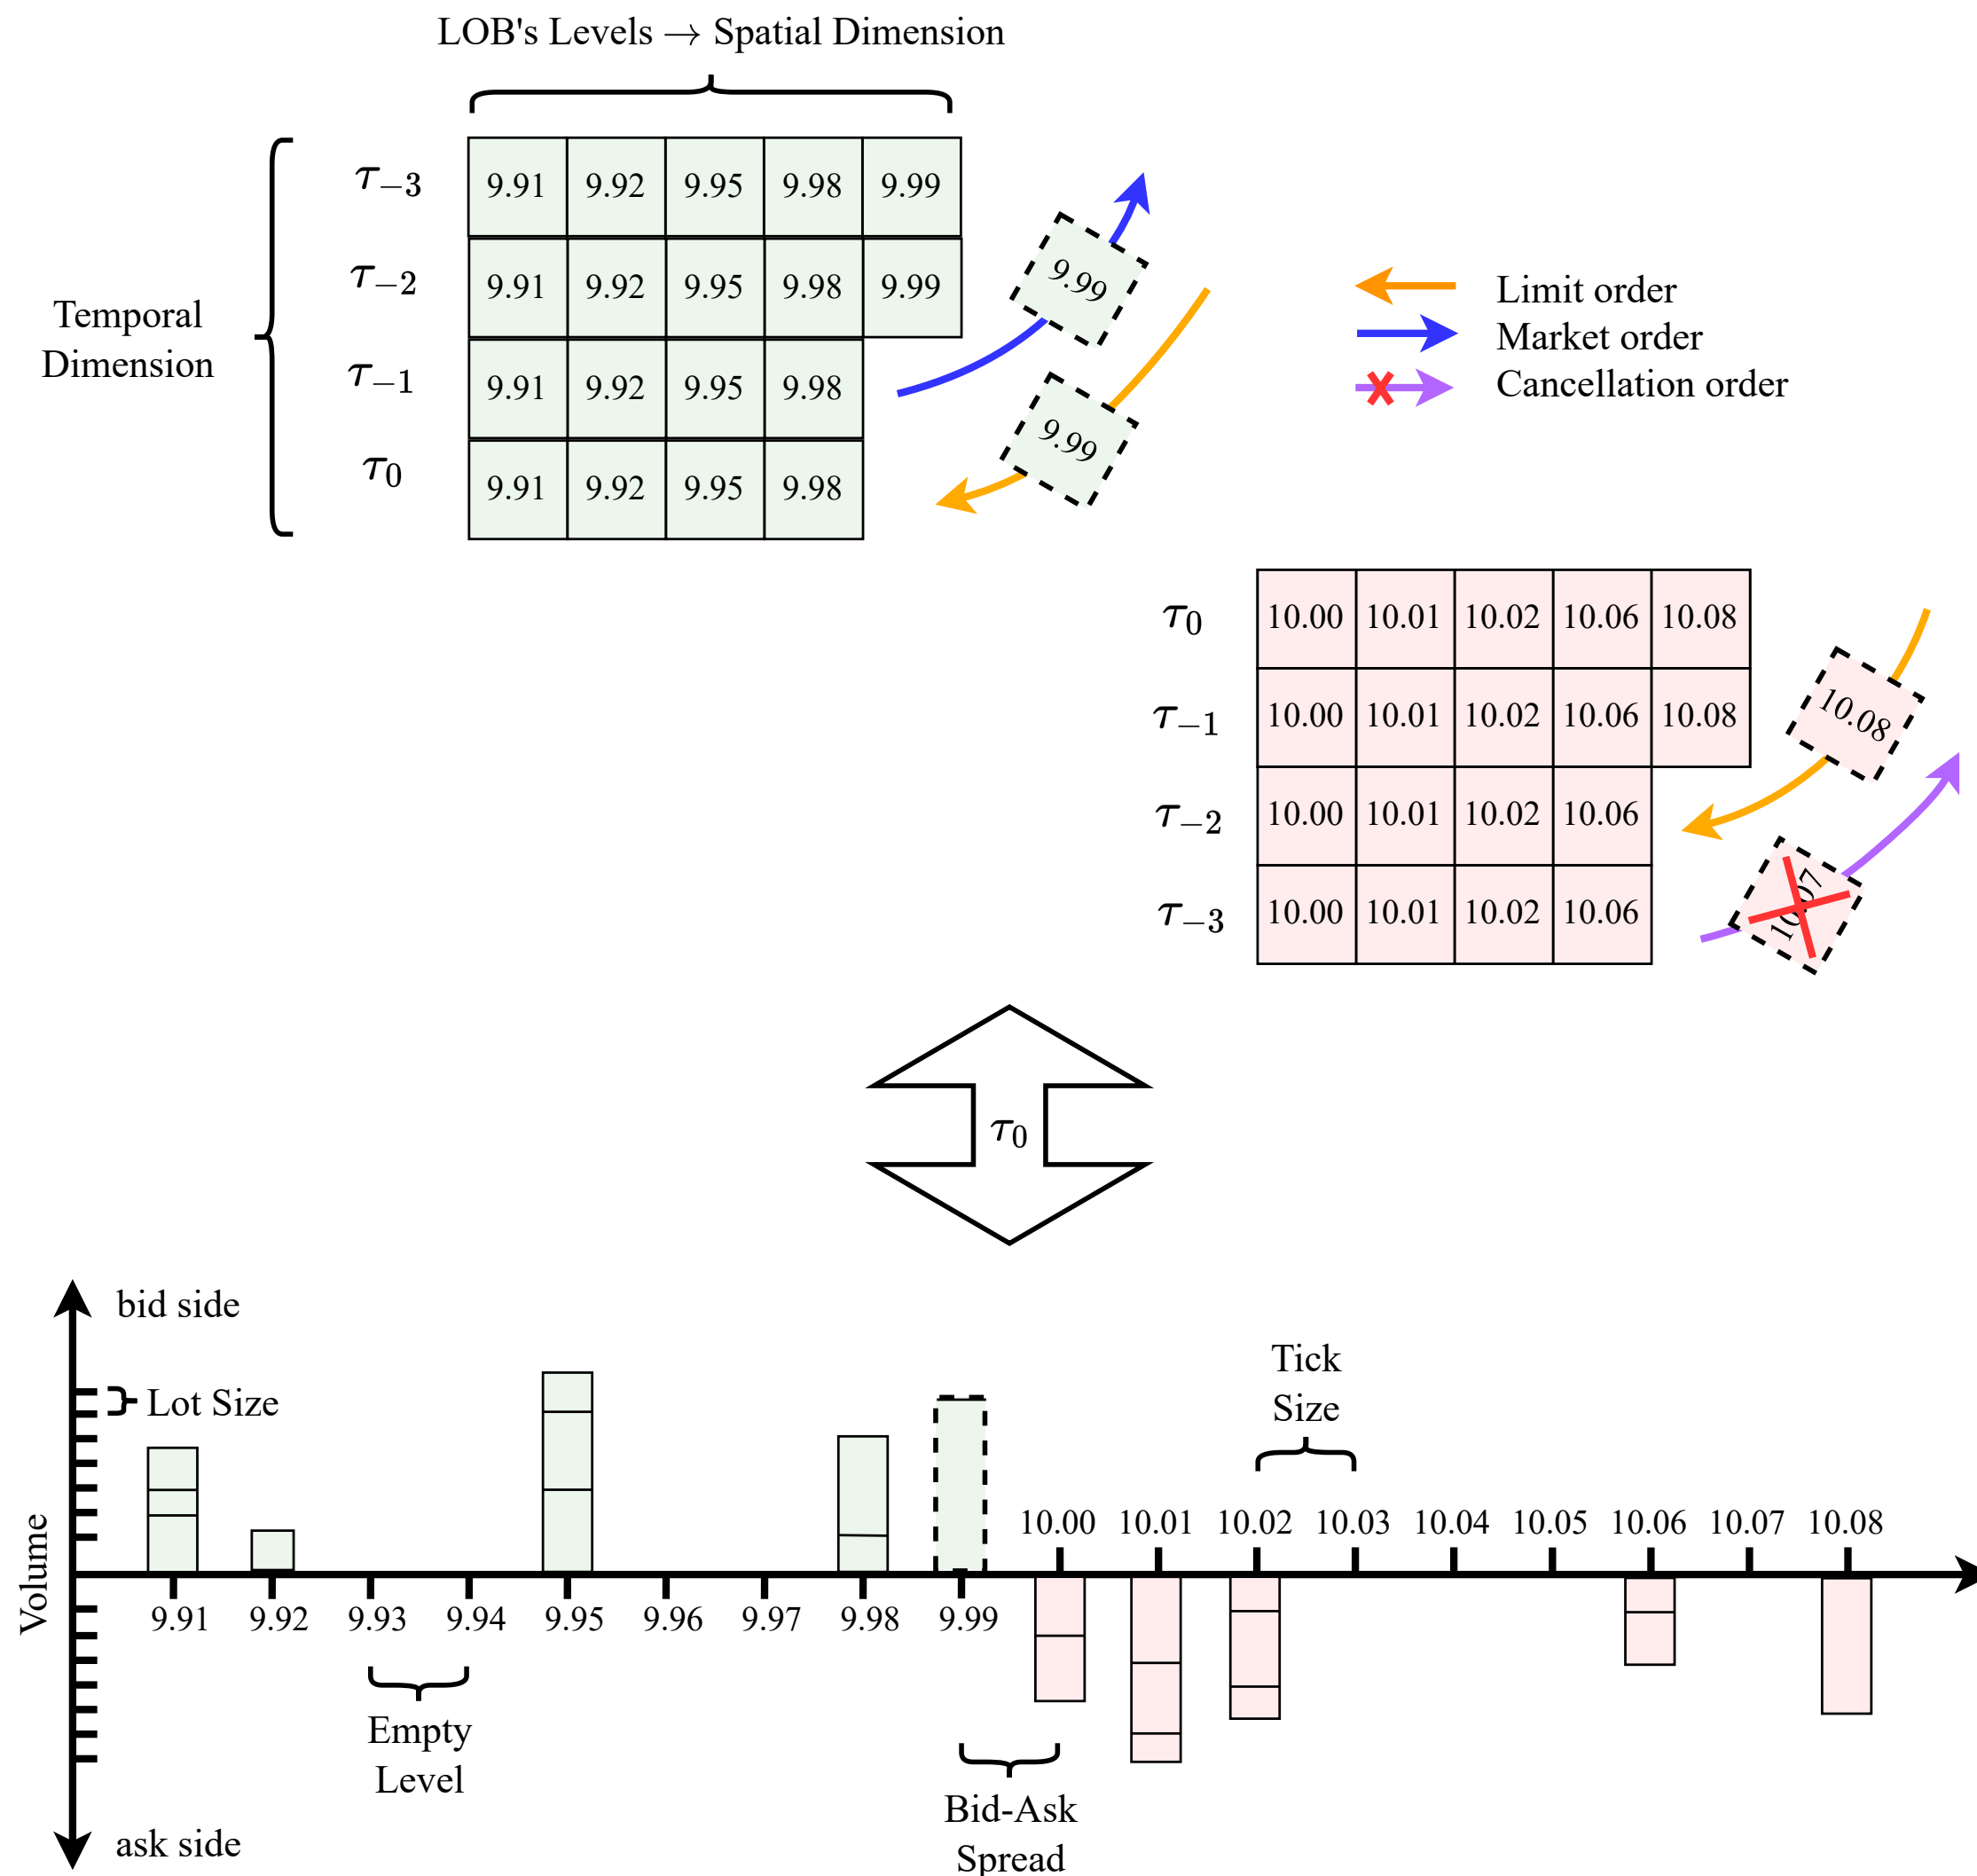 LOB's Levels → Spatial Dimension
Temporal
Dimension
τ₋₃ 9.91 9.92 9.95 9.98 9.99
τ₋₂ 9.91 9.92 9.95 9.98 9.99
τ₋₁ 9.91 9.92 9.95 9.98
τ₀ 9.91 9.92 9.95 9.98
9.99
9.99
Limit order
Market order
Cancellation order
τ₀ 10.00 10.01 10.02 10.06 10.08
τ₋₁ 10.00 10.01 10.02 10.06 10.08
τ₋₂ 10.00 10.01 10.02 10.06
τ₋₃ 10.00 10.01 10.02 10.06
10.08
10.07
τ₀
bid side
Lot Size
Tick
Size
Volume
10.00 10.01 10.02 10.03 10.04 10.05 10.06 10.07 10.08
9.91 9.92 9.93 9.94 9.95 9.96 9.97 9.98 9.99
Empty
Level
Bid-Ask
Spread
ask side